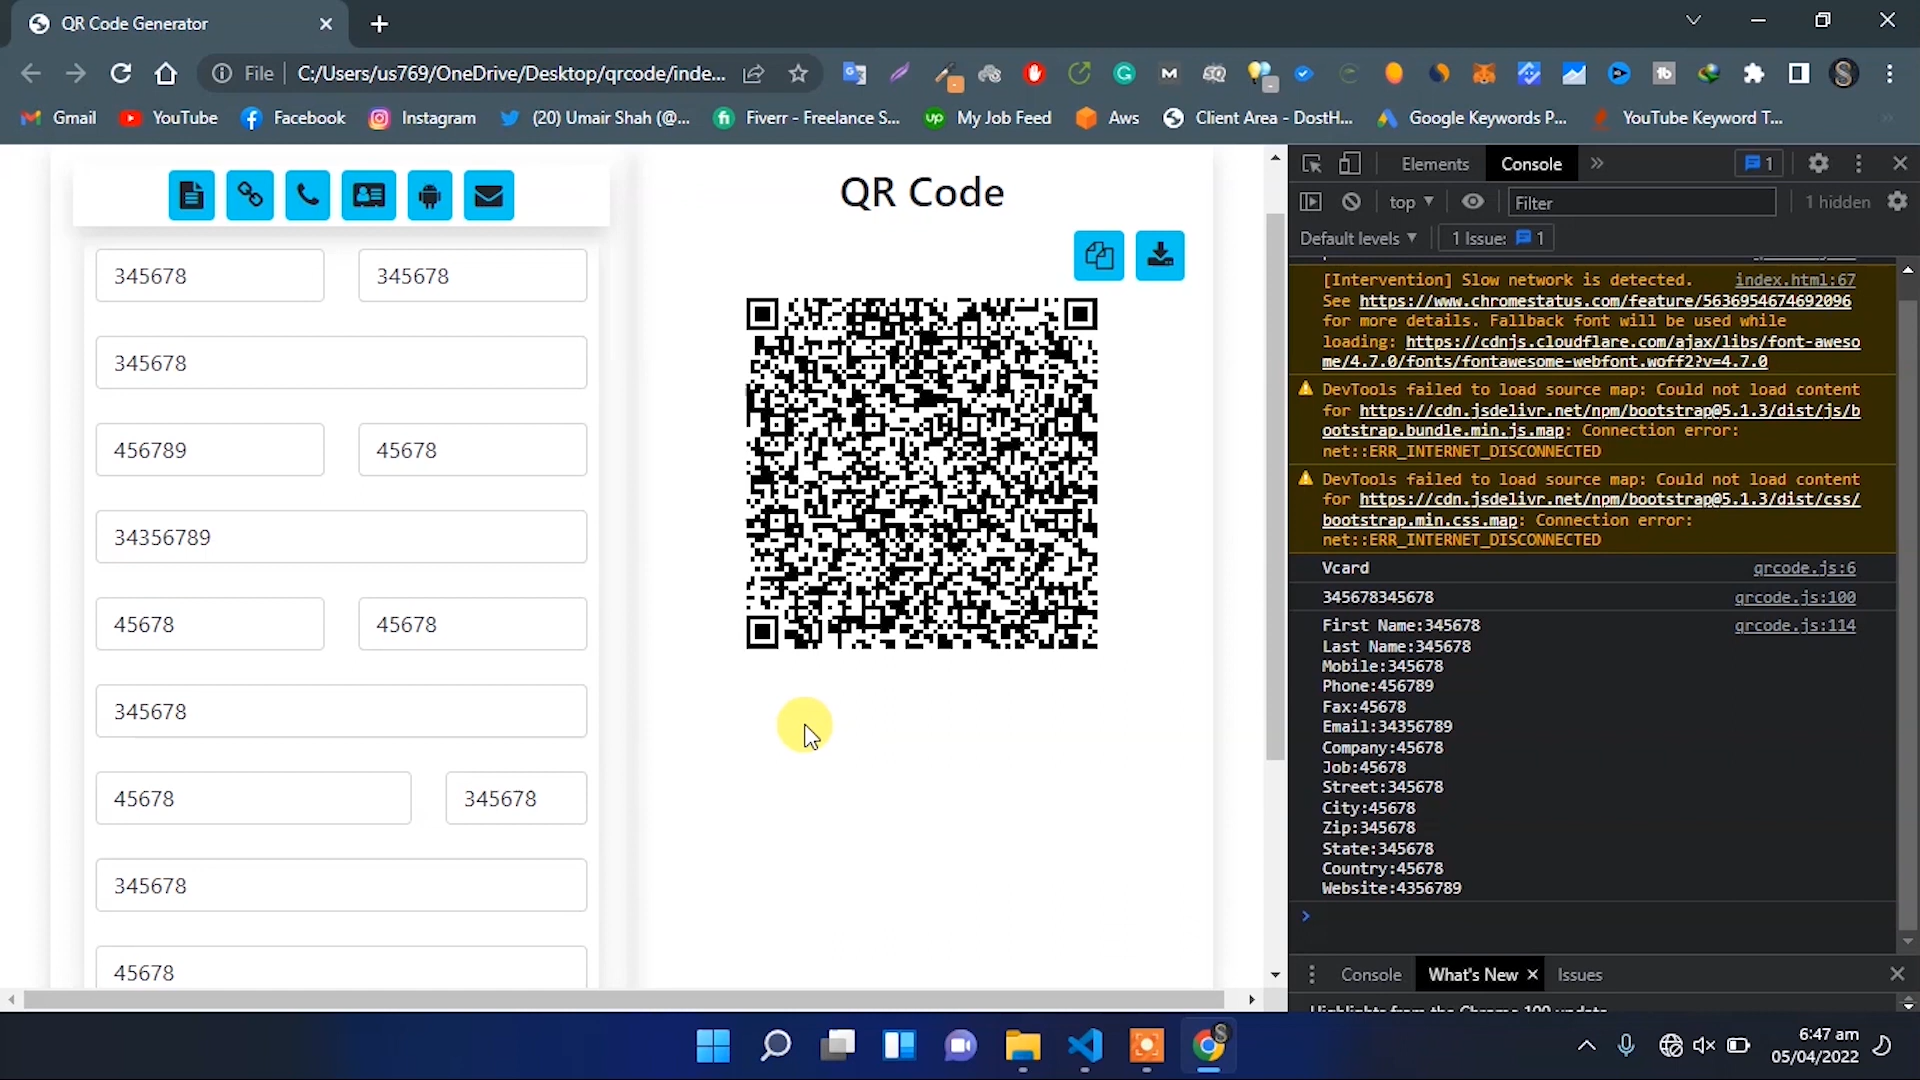 QR Code Generator
File
C:/Users/us769/OneDrive/Desktop/qrcode/inde...
Gmail
YouTube
Facebook
Instagram
(20) Umair Shah (@...
Fiverr - Freelance S...
My Job Feed
Aws
Client Area - DostH...
Google Keywords P...
YouTube Keyword T...
345678
345678
345678
456789
45678
34356789
45678
45678
345678
45678
345678
345678
45678
QR Code
Elements
Console
1
top
Filter
1 hidden
Default levels
1 Issue: 1
[Intervention] Slow network is detected. index.html:67
See https://www.chromestatus.com/feature/5636954674692096
for more details. Fallback font will be used while
loading: https://cdnjs.cloudflare.com/ajax/libs/font-aweso
me/4.7.0/fonts/fontawesome-webfont.woff2?v=4.7.0
DevTools failed to load source map: Could not load content
for https://cdn.jsdelivr.net/npm/bootstrap@5.1.3/dist/js/b
ootstrap.bundle.min.js.map: Connection error:
net::ERR_INTERNET_DISCONNECTED
DevTools failed to load source map: Could not load content
for https://cdn.jsdelivr.net/npm/bootstrap@5.1.3/dist/css/
bootstrap.min.css.map: Connection error:
net::ERR_INTERNET_DISCONNECTED
Vcard qrcode.js:6
345678345678 qrcode.js:100
First Name:345678 qrcode.js:114
Last Name:345678
Mobile:345678
Phone:456789
Fax:45678
Email:34356789
Company:45678
Job:45678
Street:345678
City:45678
Zip:345678
State:345678
Country:45678
Website:4356789
Console
What's New
Issues
Highlights from the Chrome 100 update
6:47 am
05/04/2022